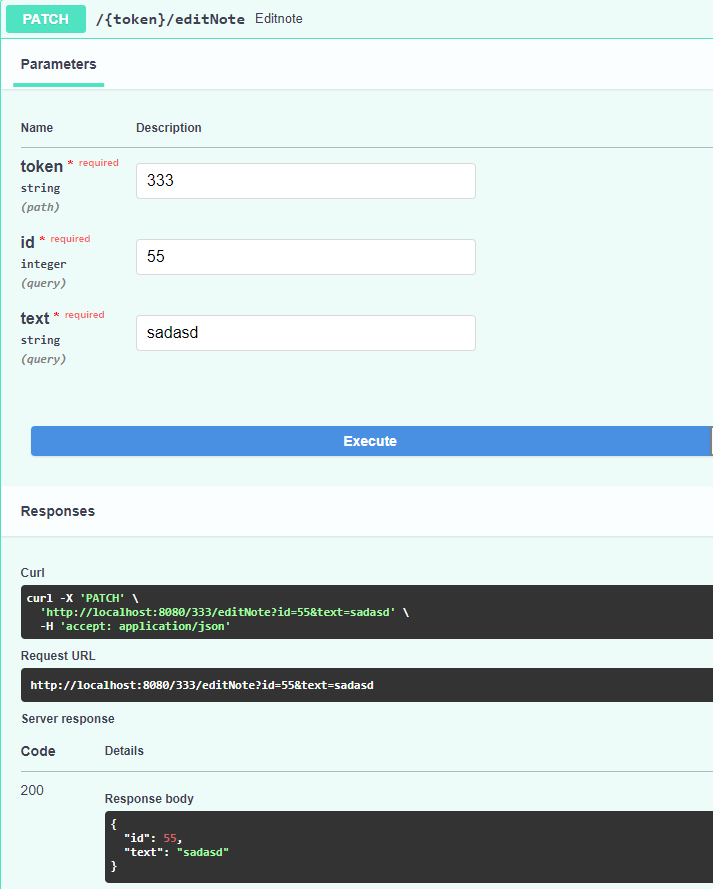 PATCH /{token}/editNote Editnote
Parameters
Name Description
token * required
string
(path)
333
id * required
integer
(query)
55
text * required
string
(query)
sadasd
Execute
Responses
Curl
curl -X 'PATCH' \
'http://localhost:8080/333/editNote?id=55&text=sadasd' \
-H 'accept: application/json'
Request URL
http://localhost:8080/333/editNote?id=55&text=sadasd
Server response
Code Details
200
Response body
{
"id": 55,
"text": "sadasd"
}